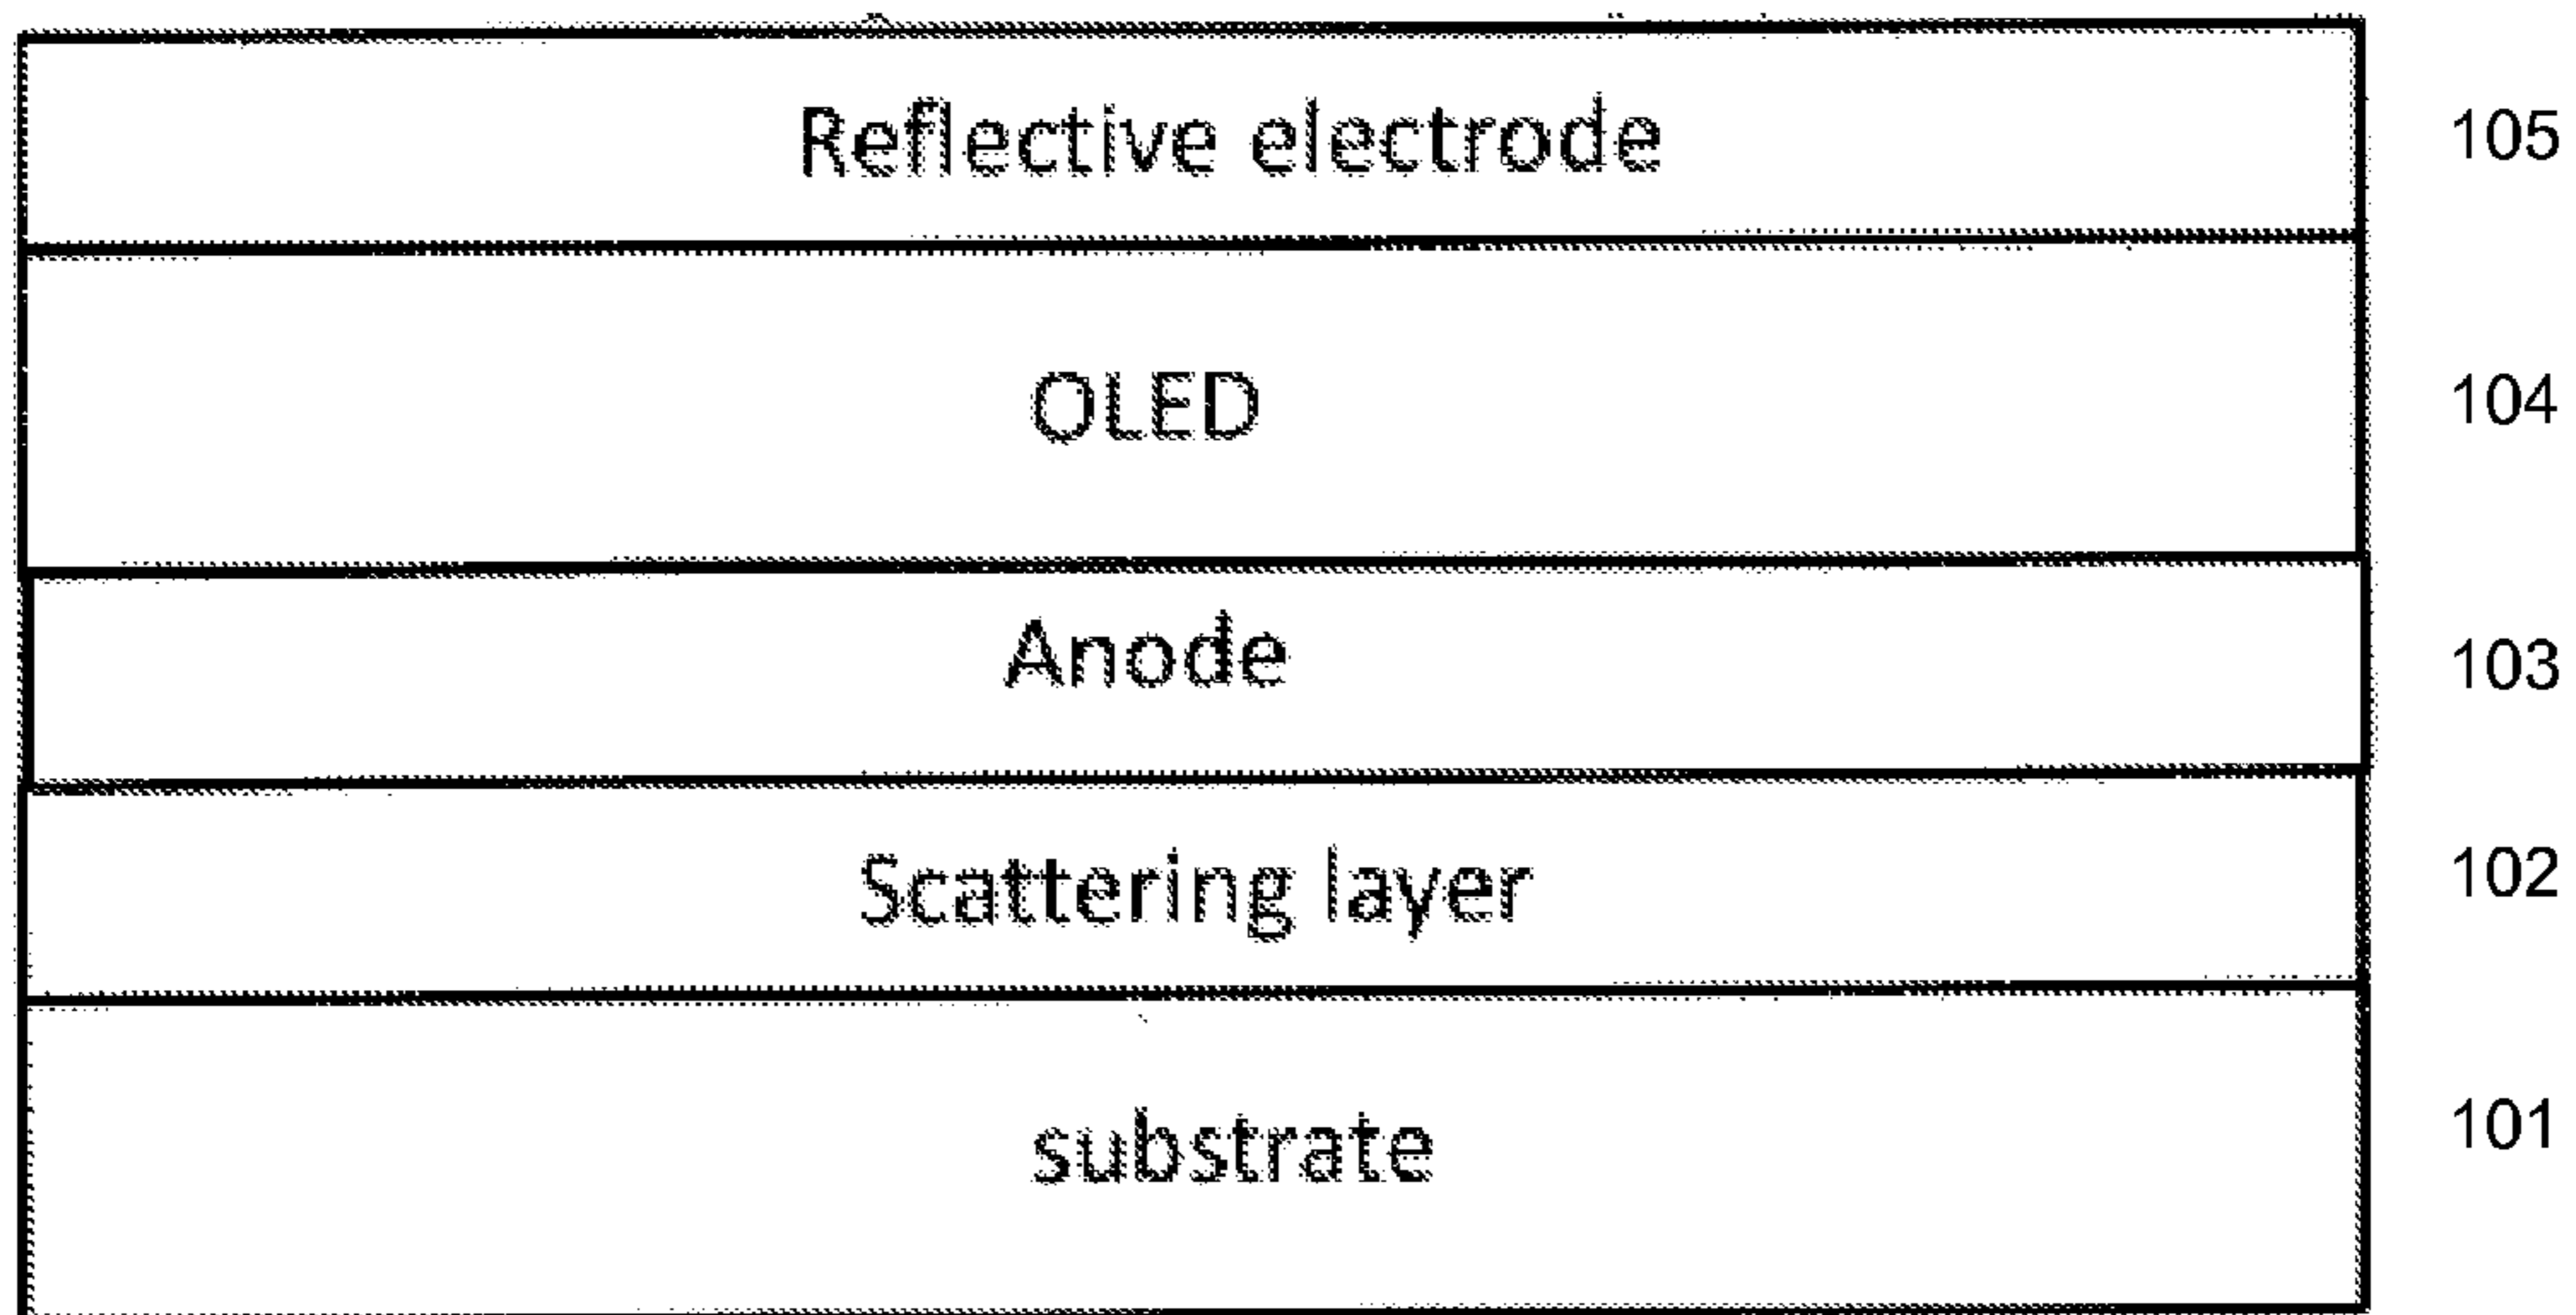 Reflective electrode 105
OLED 104
Anode 103
Scattering layer 102
substrate 101